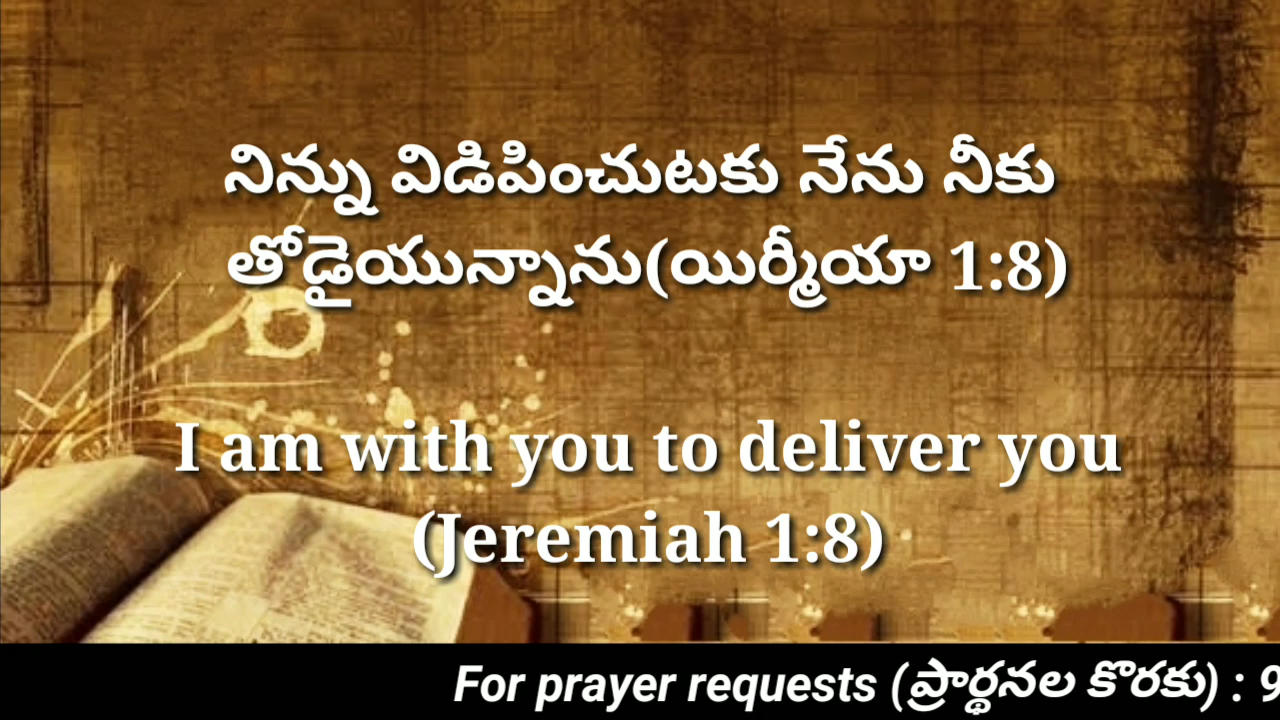 నిన్ను విడిపించుటకు నేను నీకు
తోడైయున్నాను(యిర్మీయా 1:8)
I am with you to deliver you
(Jeremiah 1:8)
For prayer requests (ప్రార్థనల కొరకు) : 9